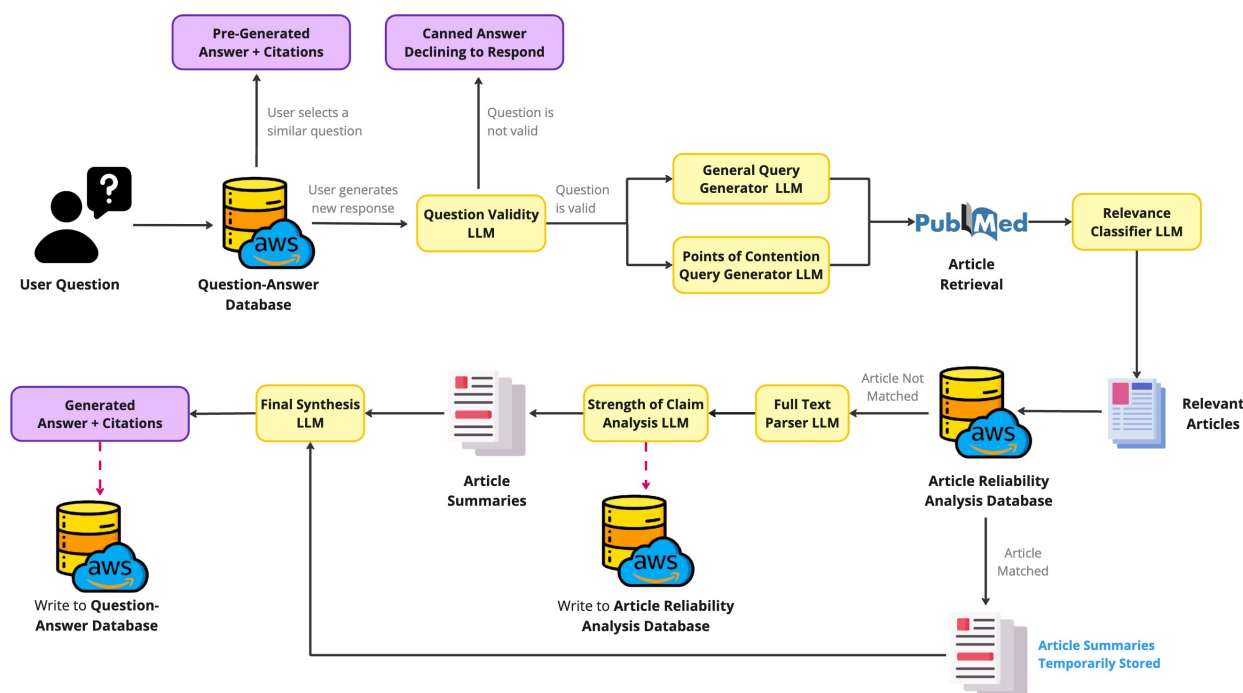 Pre-Generated
Answer + Citations
Canned Answer
Declining to Respond
User selects a
similar question
Question is
not valid
?
User generates
new response
Question
is valid
General Query
Generator LLM
Question Validity
LLM
aws
PubMed
Relevance
Classifier LLM
Points of Contention
Query Generator LLM
User Question
Question-Answer
Database
Article
Retrieval
Generated
Answer + Citations
Final Synthesis
LLM
Article
Summaries
Strength of Claim
Analysis LLM
Full Text
Parser LLM
Article Not
Matched
aws
Article Reliability
Analysis Database
Relevant
Articles
aws
Write to Question-
Answer Database
aws
Write to Article Reliability
Analysis Database
Article
Matched
Article Summaries
Temporarily Stored